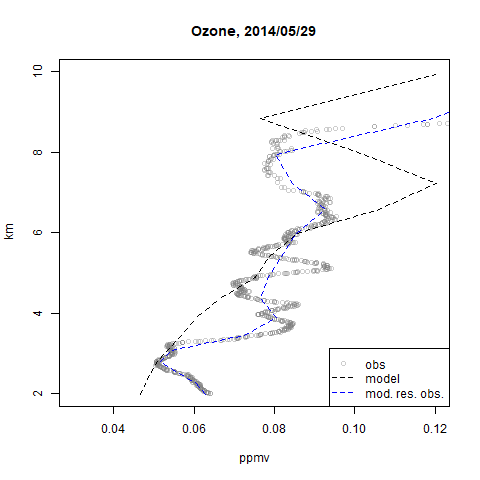 Ozone, 2014/05/29
km
10
8
6
4
2
obs
model
mod. res. obs.
0.04 0.06 0.08 0.10 0.12
ppmv